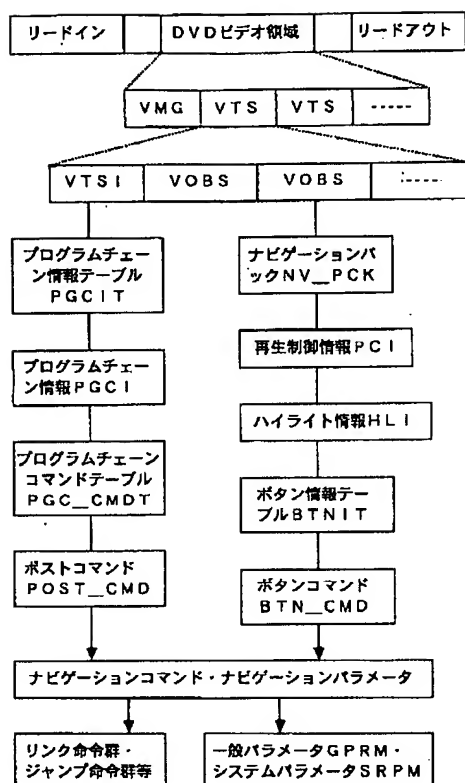 リードイン
DVDビデオ領域
リードアウト
VMG
VTS
VTS
-----
VTSI
VOBS
VOBS
-----
プログラムチェー
ン情報テーブル
PGCIT
ナビゲーションパ
ックNV__PCK
プログラムチェー
ン情報PGCI
再生制御情報PCI
ハイライト情報HLI
プログラムチェーン
コマンドテーブル
PGC__CMDT
ボタン情報テー
ブルBTNIT
ポストコマンド
POST__CMD
ボタンコマンド
BTN__CMD
ナビゲーションコマンド・ナビゲーションパラメータ
リンク命令群・
ジャンプ命令群等
一般パラメータGPRM・
システムパラメータSRPM